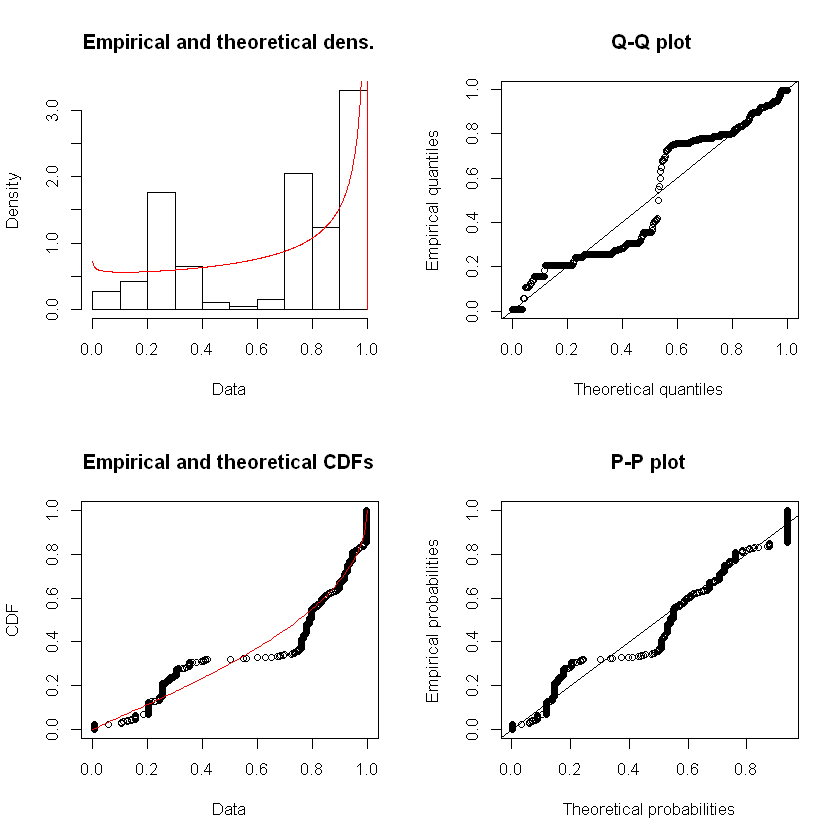 Empirical and theoretical dens.
Density
0.0 1.0 2.0 3.0
0.0 0.2 0.4 0.6 0.8 1.0
Data
Q-Q plot
Empirical quantiles
0.0 0.2 0.4 0.6 0.8 1.0
0.0 0.2 0.4 0.6 0.8 1.0
Theoretical quantiles
Empirical and theoretical CDFs
CDF
0.0 0.2 0.4 0.6 0.8 1.0
0.0 0.2 0.4 0.6 0.8 1.0
Data
P-P plot
Empirical probabilities
0.0 0.2 0.4 0.6 0.8 1.0
0.0 0.2 0.4 0.6 0.8
Theoretical probabilities